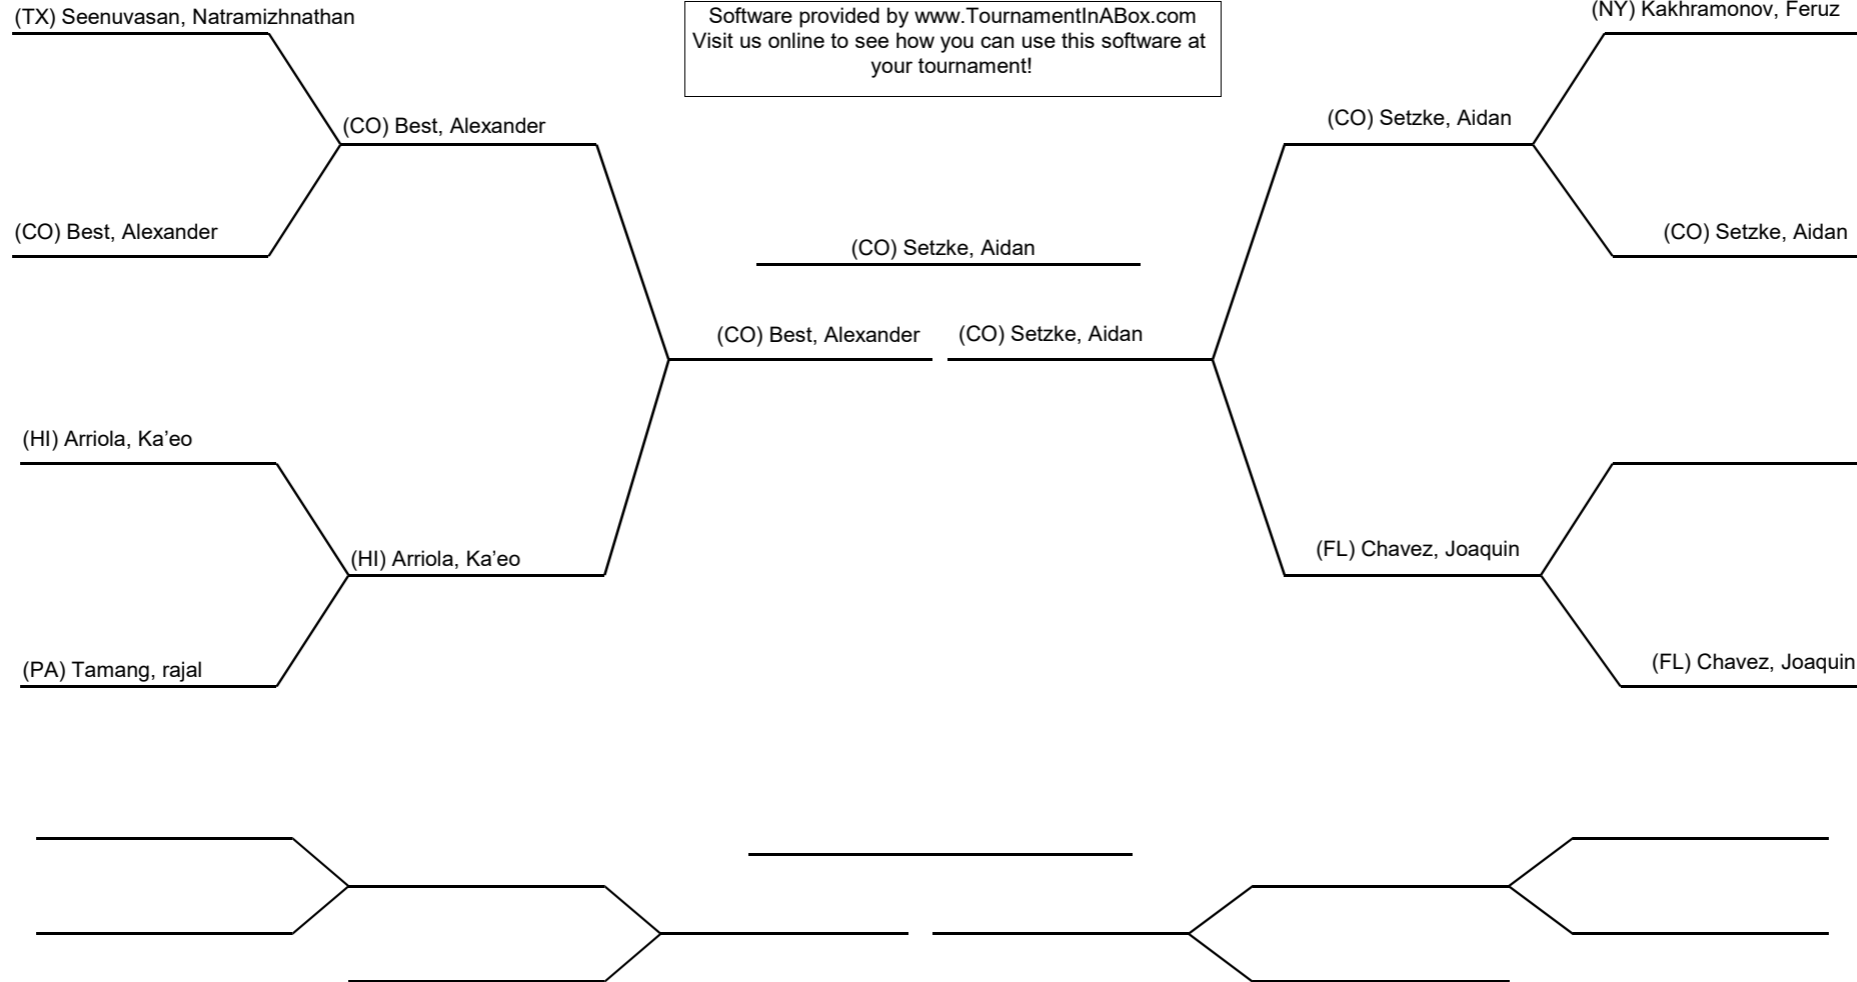 (TX) Seenuvasan, Natramizhnathan
Software provided by www.TournamentInABox.com
Visit us online to see how you can use this software at
your tournament!
(NY) Kakhramonov, Feruz
(CO) Best, Alexander
(CO) Setzke, Aidan
(CO) Best, Alexander
(CO) Setzke, Aidan
(CO) Setzke, Aidan
(CO) Best, Alexander
(CO) Setzke, Aidan
(HI) Arriola, Ka’eo
(HI) Arriola, Ka’eo
(FL) Chavez, Joaquin
(PA) Tamang, rajal
(FL) Chavez, Joaquin